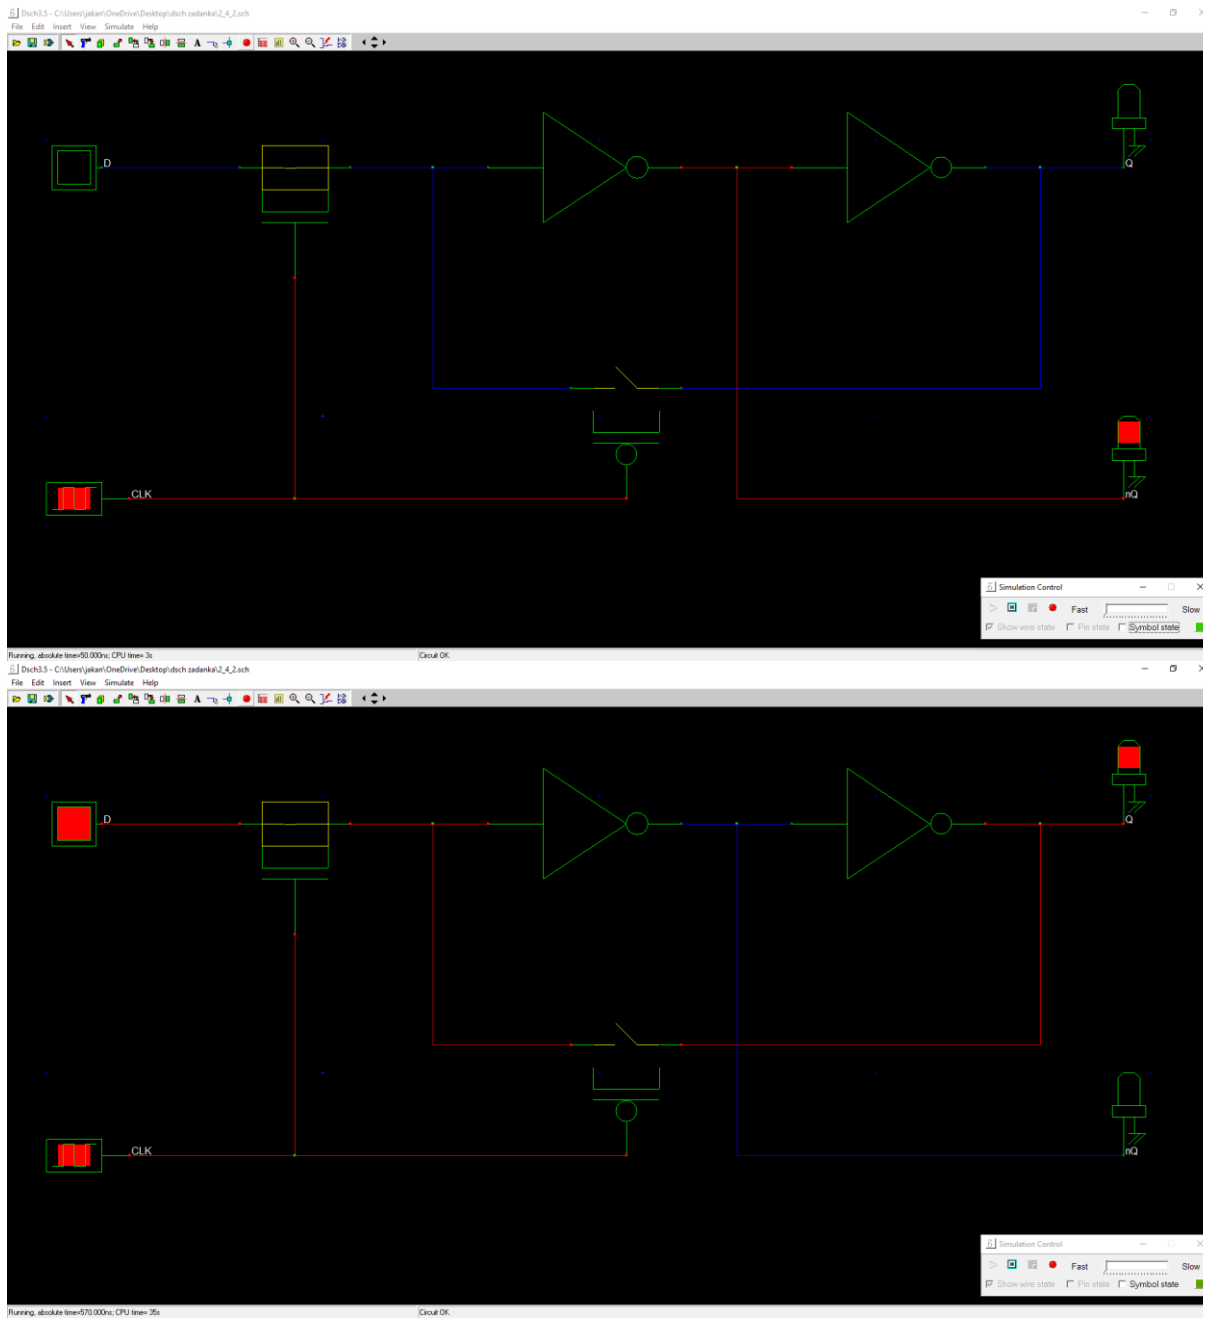 Dsch3.5 - C:\Users\jakan\OneDrive\Desktop\dsch zadanka\2_4_2.sch
File Edit Insert View Simulate Help
A
D
Q
CLK
nQ
Simulation Control
Fast Slow
Show wire state Pin state Symbol state
Running, absolute time=50.000ns; CPU time= 3s Circuit OK
Dsch3.5 - C:\Users\jakan\OneDrive\Desktop\dsch zadanka\2_4_2.sch
File Edit Insert View Simulate Help
A
D
Q
CLK
nQ
Simulation Control
Fast Slow
Show wire state Pin state Symbol state
Running, absolute time=570.000ns; CPU time= 35s Circuit OK